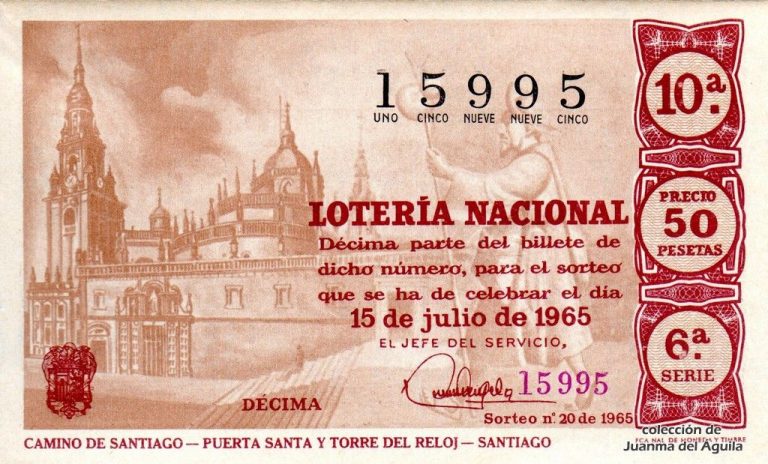 15995
UNO CINCO NUEVE NUEVE CINCO
10ª.
LOTERÍA NACIONAL
Décima parte del billete de
dicho número, para el sorteo
que se ha de celebrar el día
15 de julio de 1965
EL JEFE DEL SERVICIO,
PRECIO
50
PESETAS
6ª
SERIE
15995
DÉCIMA
Sorteo nº. 20 de 1965
CAMINO DE SANTIAGO — PUERTA SANTA Y TORRE DEL RELOJ — SANTIAGO
colección de
Juanma del Aguila